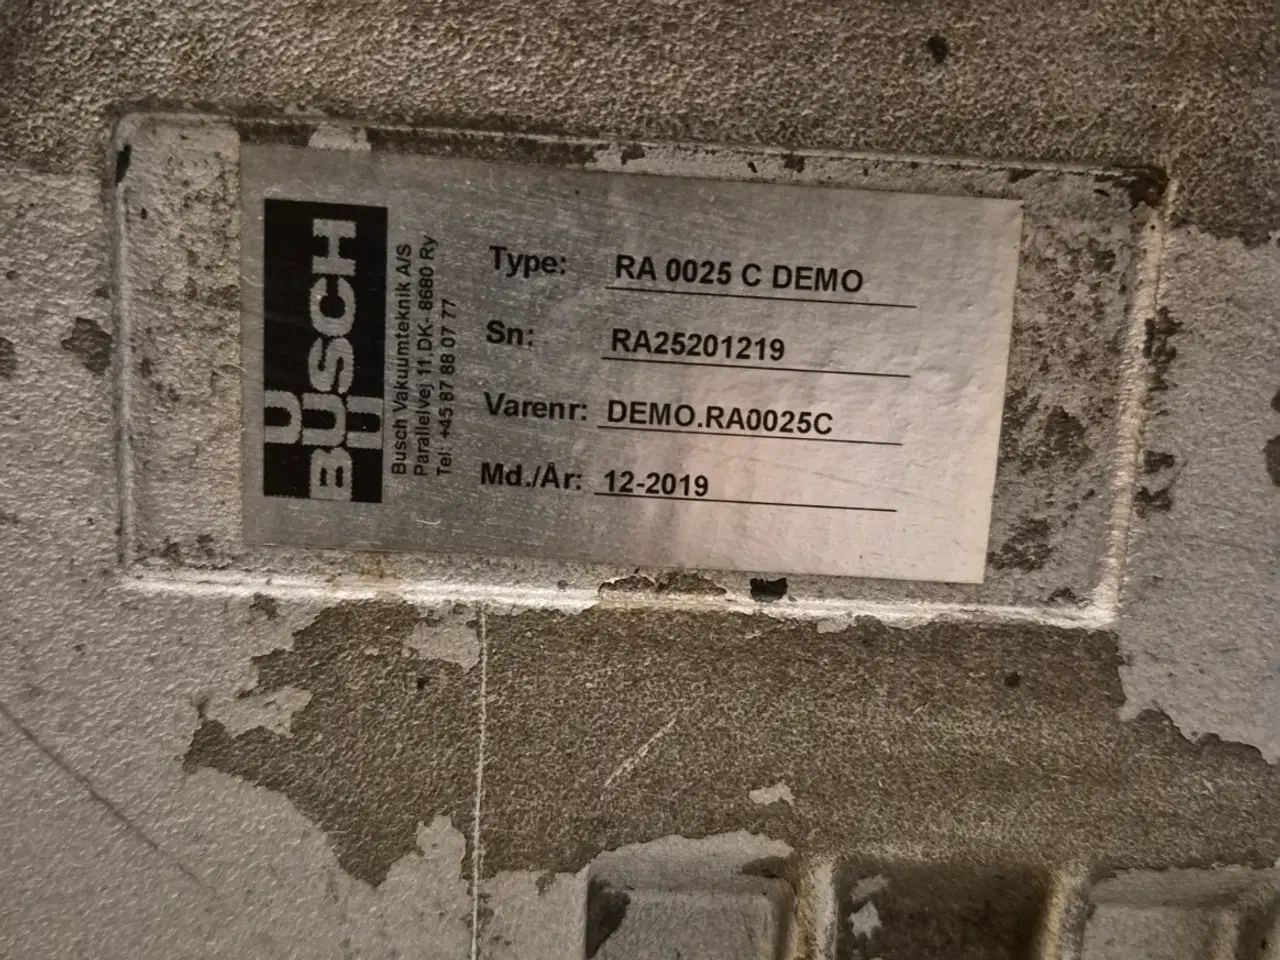 BUSCH
Busch Vakuumteknik A/S
Parallelvej 11,DK- 8680 Ry
Tel: +45 87 88 07 77
Type: RA 0025 C DEMO
Sn: RA25201219
Varenr: DEMO.RA0025C
Md./År: 12-2019